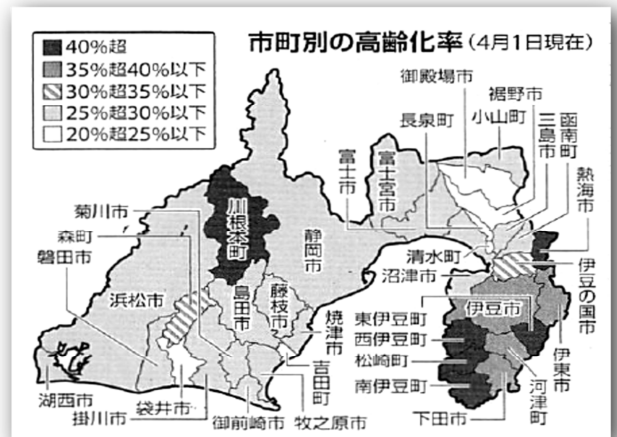 市町別の高齢化率(4月1日現在)
40%超
35%超40%以下
30%超35%以下
25%超30%以下
20%超25%以下
御殿場市
裾野市
長泉町
小山町
三島市
函南町
富士市
富士宮市
熱海市
菊川市
川根本町
森町
静岡市
磐田市
清水町
沼津市
伊豆の国市
浜松市
島田市
藤枝市
焼津市
伊豆市
東伊豆町
西伊豆町
松崎町
南伊豆町
伊東市
吉田町
河津町
湖西市
袋井市
掛川市
御前崎市
牧之原市
下田市